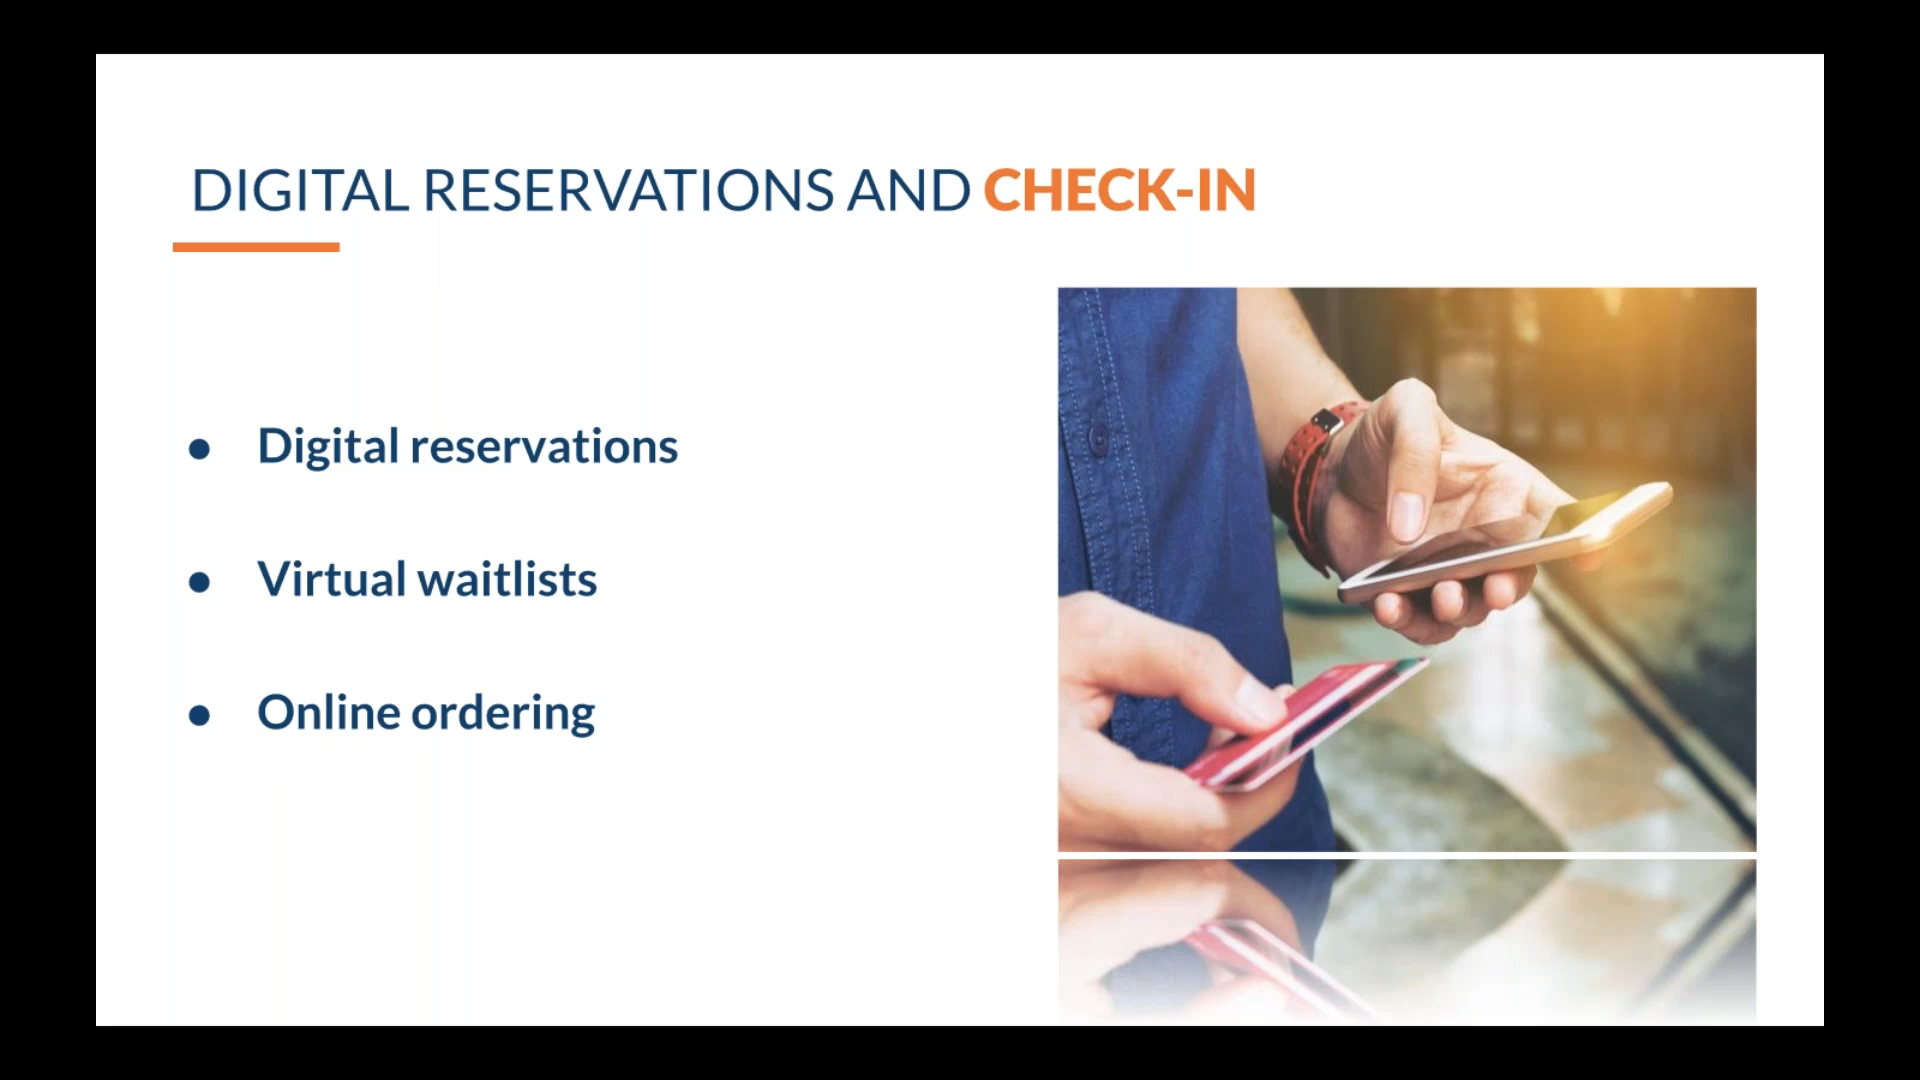 DIGITAL RESERVATIONS AND CHECK-IN
● Digital reservations
● Virtual waitlists
● Online ordering